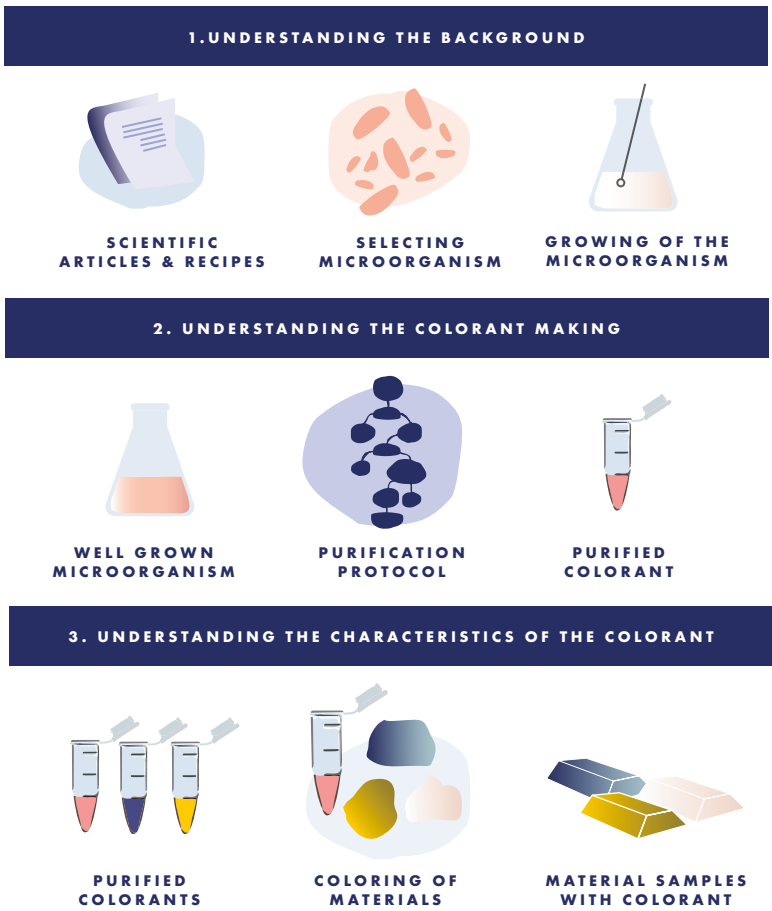 1.UNDERSTANDING THE BACKGROUND
SCIENTIFIC
ARTICLES & RECIPES
SELECTING
MICROORGANISM
GROWING OF THE
MICROORGANISM
2. UNDERSTANDING THE COLORANT MAKING
WELL GROWN
MICROORGANISM
PURIFICATION
PROTOCOL
PURIFIED
COLORANT
3. UNDERSTANDING THE CHARACTERISTICS OF THE COLORANT
PURIFIED
COLORANTS
COLORING OF
MATERIALS
MATERIAL SAMPLES
WITH COLORANT